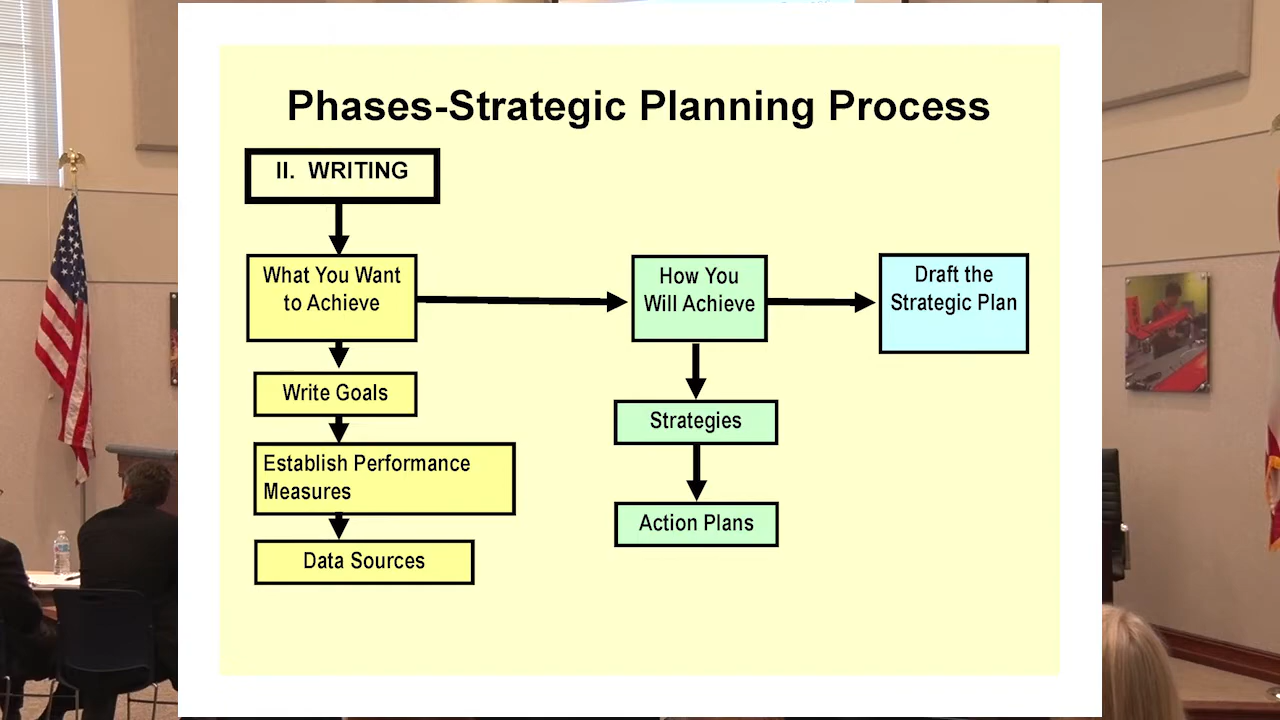 Phases-Strategic Planning Process
II. WRITING
What You Want
to Achieve
Write Goals
Establish Performance
Measures
Data Sources
How You
Will Achieve
Strategies
Action Plans
Draft the
Strategic Plan